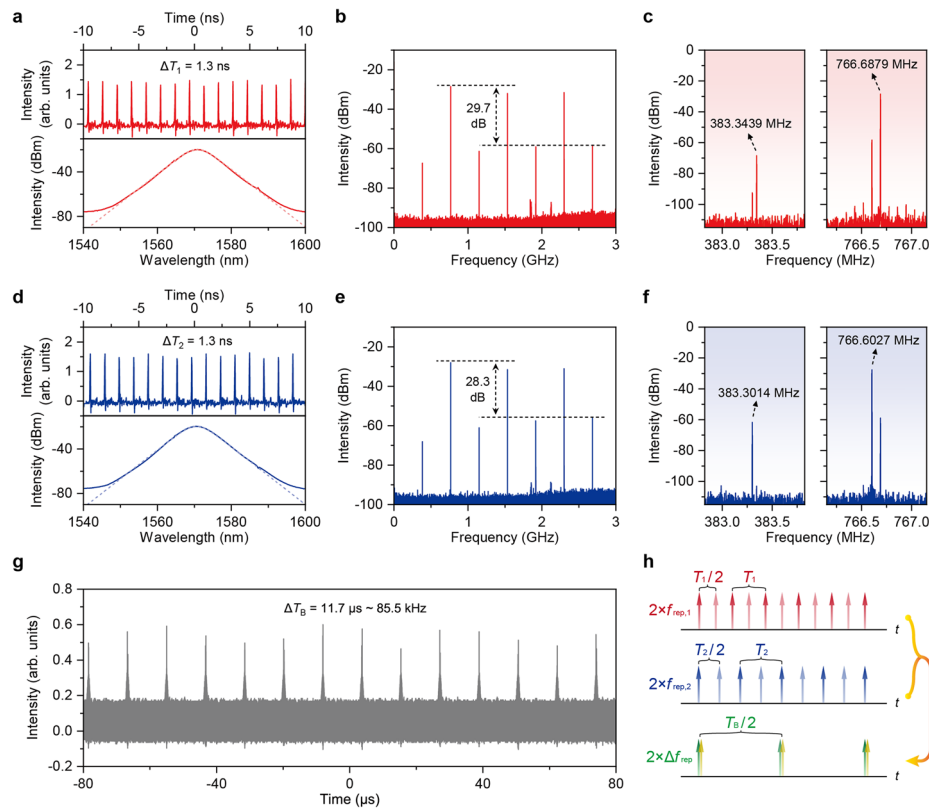 a
Time (ns)
-10 -5 0 5 10
Intensity
(arb. units)
2
1
0
ΔT1 = 1.3 ns
Intensity (dBm)
-40
-80
1540 1560 1580 1600
Wavelength (nm)
b
Intensity (dBm)
-20
-40
-60
-80
-100
29.7
dB
0 1 2 3
Frequency (GHz)
c
Intensity (dBm)
0
-20
-40
-60
-80
-100
383.3439 MHz
766.6879 MHz
383.0 383.5 766.5 767.0
Frequency (MHz)
d
Time (ns)
-10 -5 0 5 10
Intensity
(arb. units)
2
1
0
ΔT2 = 1.3 ns
Intensity (dBm)
-40
-80
1540 1560 1580 1600
Wavelength (nm)
e
Intensity (dBm)
-20
-40
-60
-80
-100
28.3
dB
0 1 2 3
Frequency (GHz)
f
Intensity (dBm)
0
-20
-40
-60
-80
-100
383.3014 MHz
766.6027 MHz
383.0 383.5 766.5 767.0
Frequency (MHz)
g
Intensity (arb. units)
0.8
0.6
0.4
0.2
0.0
-0.2
ΔTB = 11.7 µs ~ 85.5 kHz
-80 -40 0 40 80
Time (µs)
h
T1/2 T1
2×frep,1
t
T2/2 T2
2×frep,2
t
TB/2
2×Δfrep
t